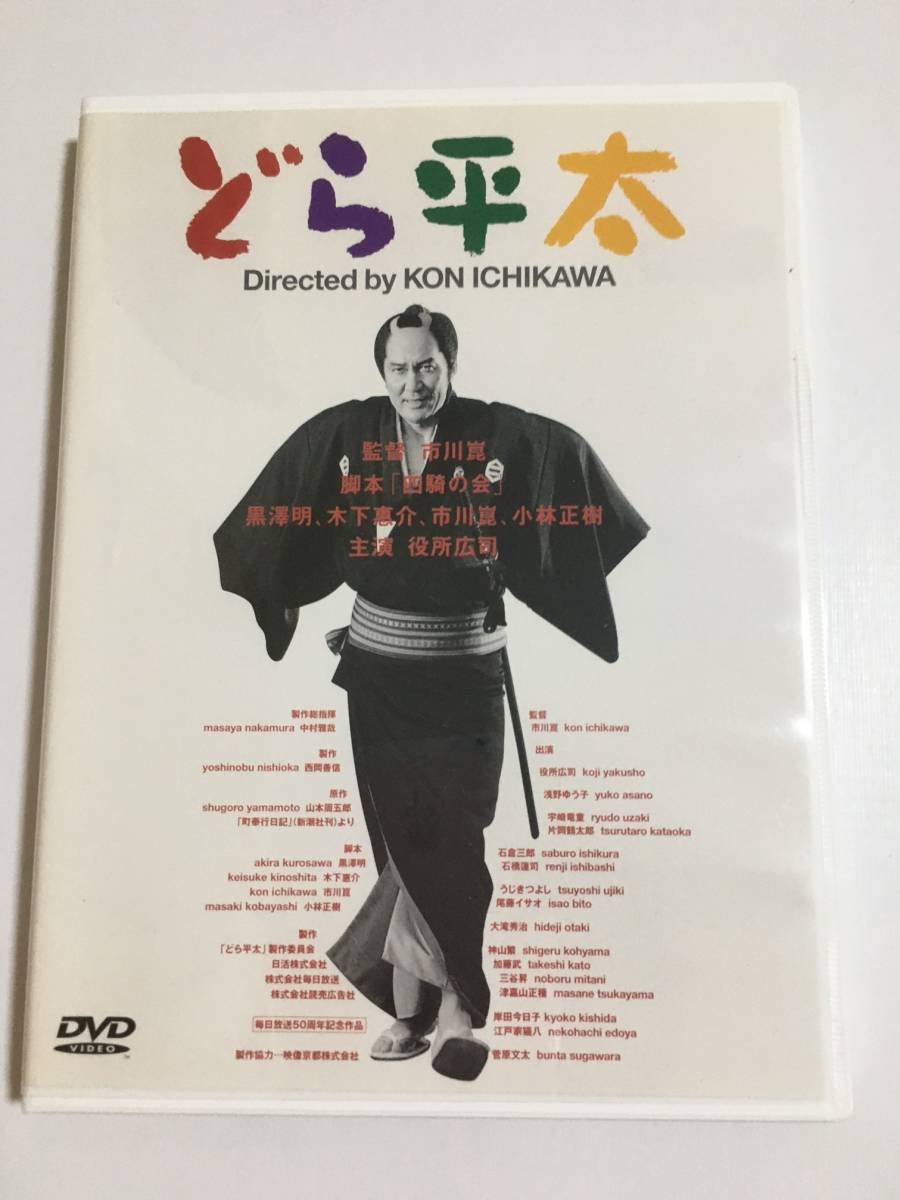 どら平太
Directed by KON ICHIKAWA
監督 市川崑
脚本「四騎の会」
黒澤明、木下惠介、市川崑、小林正樹
主演 役所広司
製作総指揮
masaya nakamura 中村雅哉
製作
yoshinobu nishioka 西岡善信
原作
shugoro yamamoto 山本周五郎
「町奉行日記」(新潮社刊)より
脚本
akira kurosawa 黒澤明
keisuke kinoshita 木下惠介
kon ichikawa 市川崑
masaki kobayashi 小林正樹
製作
「どら平太」製作委員会
日活株式会社
株式会社毎日放送
株式会社読売広告社
毎日放送50周年記念作品
製作協力…映像京都株式会社
監督
市川崑 kon ichikawa
出演
役所広司 koji yakusho
浅野ゆう子 yuko asano
宇崎竜童 ryudo uzaki
片岡鶴太郎 tsurutaro kataoka
石倉三郎 saburo ishikura
石橋蓮司 renji ishibashi
うじきつよし tsuyoshi ujiki
尾藤イサオ isao bito
大滝秀治 hideji otaki
神山繁 shigeru kohyama
加藤武 takeshi kato
三谷昇 noboru mitani
津嘉山正種 masane tsukayama
岸田今日子 kyoko kishida
江戸家猫八 nekohachi edoya
菅原文太 bunta sugawara
DVD
VIDEO
TM